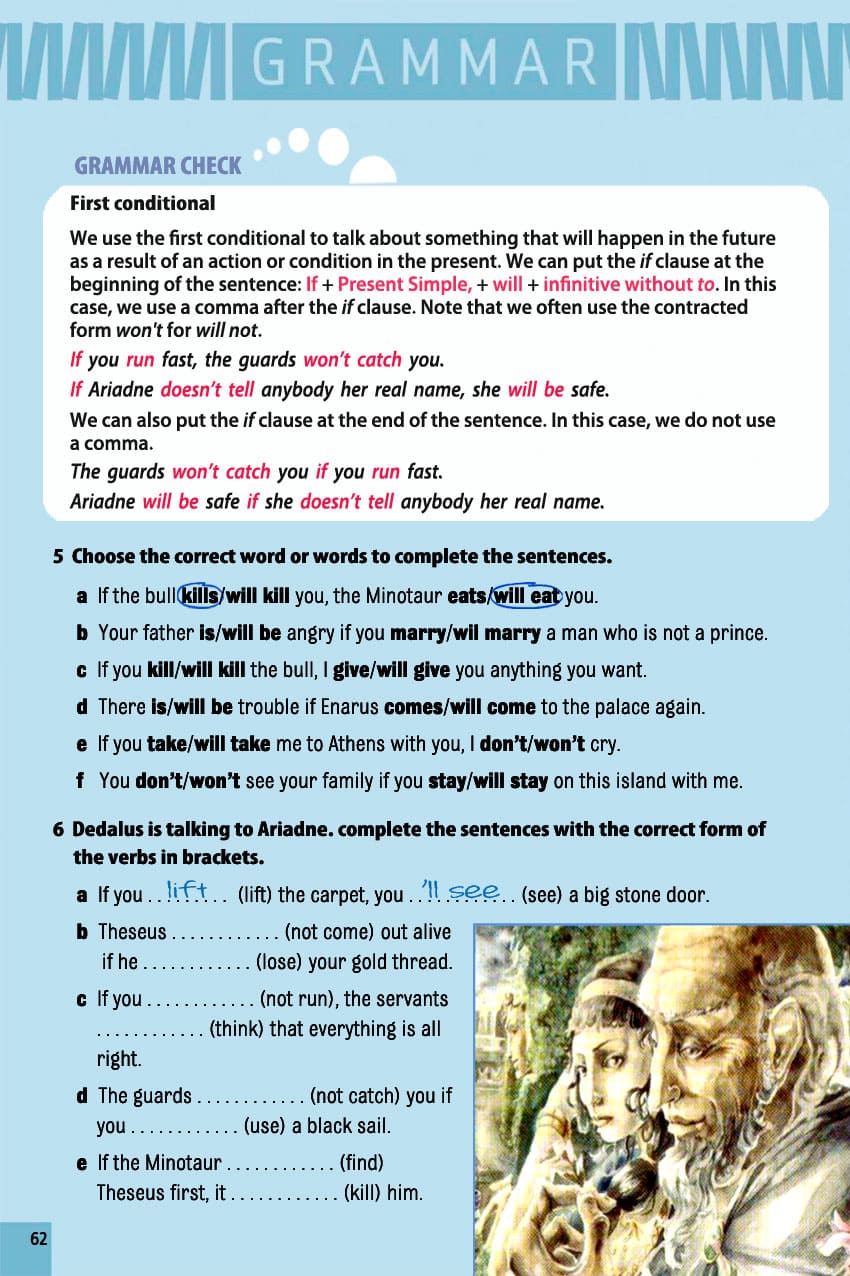 GRAMMAR
GRAMMAR CHECK
First conditional
We use the first conditional to talk about something that will happen in the future
as a result of an action or condition in the present. We can put the if clause at the
beginning of the sentence: If + Present Simple, + will + infinitive without to. In this
case, we use a comma after the if clause. Note that we often use the contracted
form won't for will not.
If you run fast, the guards won't catch you.
If Ariadne doesn't tell anybody her real name, she will be safe.
We can also put the if clause at the end of the sentence. In this case, we do not use
a comma.
The guards won't catch you if you run fast.
Ariadne will be safe if she doesn't tell anybody her real name.
5 Choose the correct word or words to complete the sentences.
a If the bull kills/will kill you, the Minotaur eats/will eat you.
b Your father is/will be angry if you marry/wil marry a man who is not a prince.
c If you kill/will kill the bull, I give/will give you anything you want.
d There is/will be trouble if Enarus comes/will come to the palace again.
e If you take/will take me to Athens with you, I don't/won't cry.
f You don't/won't see your family if you stay/will stay on this island with me.
6 Dedalus is talking to Ariadne. complete the sentences with the correct form of
the verbs in brackets.
a If you . . lift . . (lift) the carpet, you . . 'll see . . (see) a big stone door.
b Theseus . . . . . . . . . . . . (not come) out alive
if he . . . . . . . . . . . . (lose) your gold thread.
c If you . . . . . . . . . . . . (not run), the servants
. . . . . . . . . . . . (think) that everything is all
right.
d The guards . . . . . . . . . . . . (not catch) you if
you . . . . . . . . . . . . (use) a black sail.
e If the Minotaur . . . . . . . . . . . . (find)
Theseus first, it . . . . . . . . . . . . (kill) him.
62